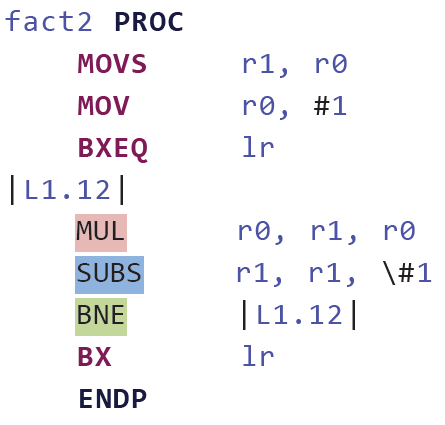 fact2 PROC
MOVS r1, r0
MOV r0, #1
BXEQ lr
|L1.12|
MUL r0, r1, r0
SUBS r1, r1, \#1
BNE |L1.12|
BX lr
ENDP